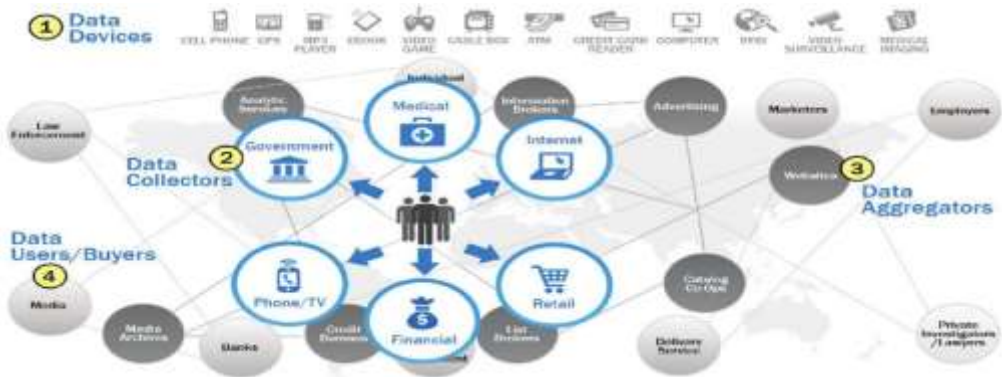 1 Data
Devices
CELL PHONE
GPS
MP3
PLAYER
EBOOK
VIDEO
GAME
CABLE BOX
ATM
CREDIT CARD
READER
COMPUTER
RFID
VIDEO
SURVEILLANCE
MEDICAL
IMAGING
Individual
Law
Enforcement
Analytic
Services
Medical
Information
Brokers
Advertising
Marketers
Employers
2
Government
Internet
Data
Collectors
Websites
3
Data
Aggregators
Data
Users/Buyers
4
Media
Phone/TV
Retail
Catalog
Co-Ops
Media
Archives
Banks
Credit
Bureaus
$
Financial
List
Brokers
Delivery
Service
Private
Investigators
/Lawyers